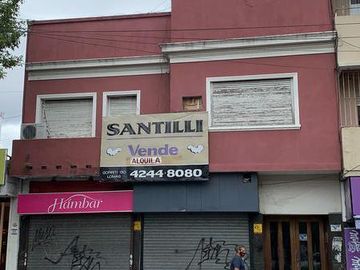 SANTILLI
Vende
ALQUILA
4244·8080
Hámbar